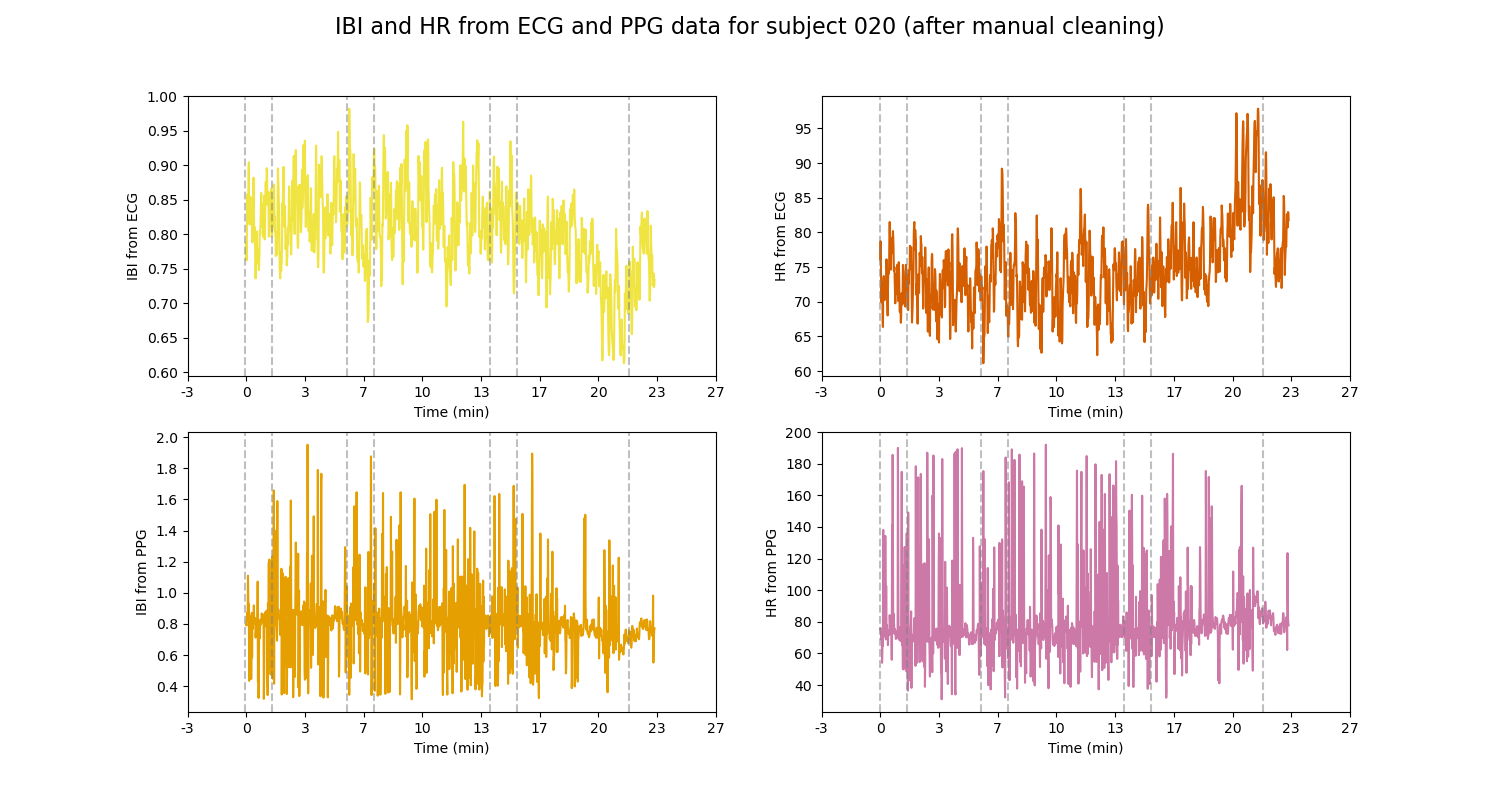 IBI and HR from ECG and PPG data for subject 020 (after manual cleaning)
IBI from ECG
1.00
0.95
0.90
0.85
0.80
0.75
0.70
0.65
0.60
-3 0 3 7 10 13 17 20 23 27
Time (min)
HR from ECG
95
90
85
80
75
70
65
60
-3 0 3 7 10 13 17 20 23 27
Time (min)
IBI from PPG
2.0
1.8
1.6
1.4
1.2
1.0
0.8
0.6
0.4
-3 0 3 7 10 13 17 20 23 27
Time (min)
HR from PPG
200
180
160
140
120
100
80
60
40
-3 0 3 7 10 13 17 20 23 27
Time (min)